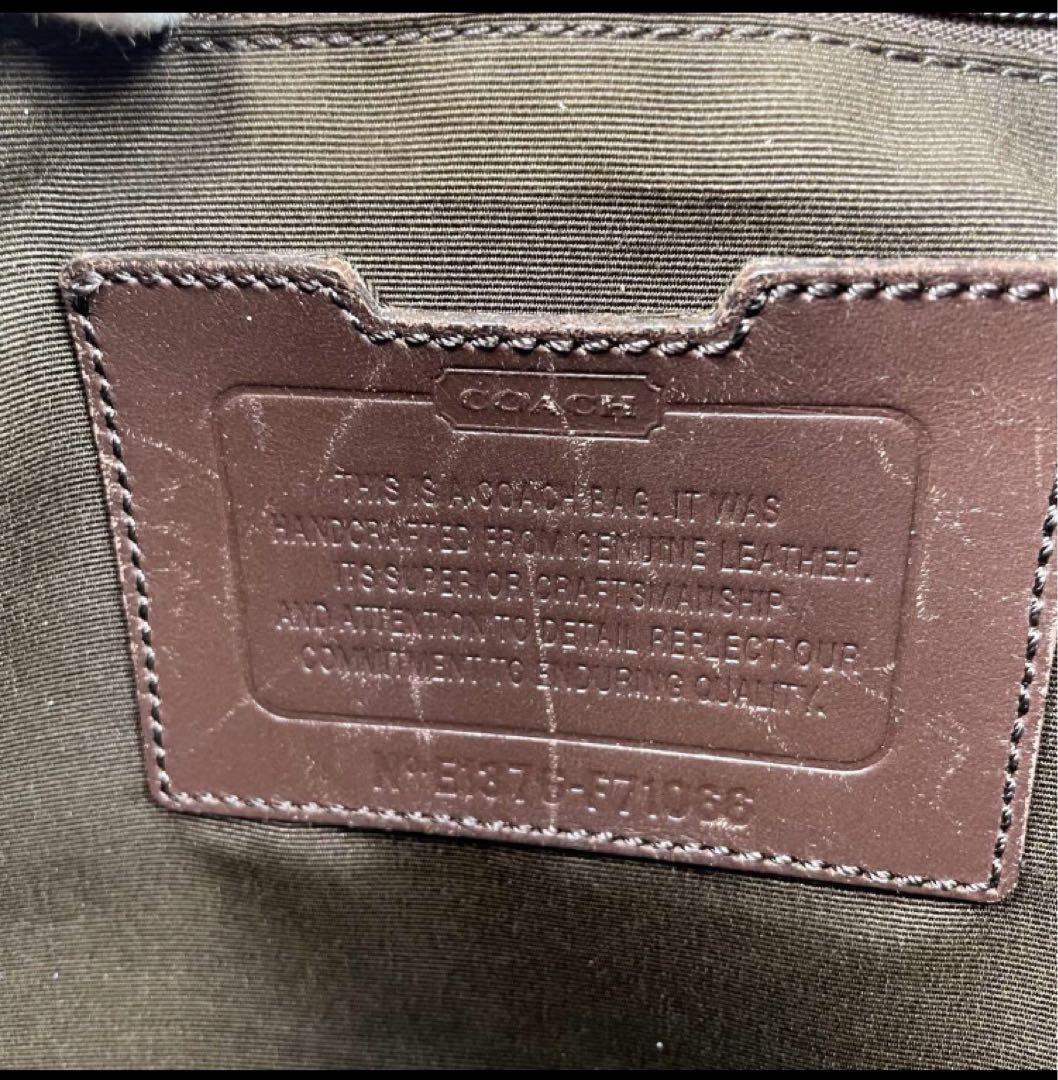 COACH
THIS IS A COACH BAG. IT WAS
HANDCRAFTED FROM GENUINE LEATHER.
ITS SUPERIOR CRAFTSMANSHIP
AND ATTENTION TO DETAIL REFLECT OUR
COMMITMENT TO ENDURING QUALITY.
No